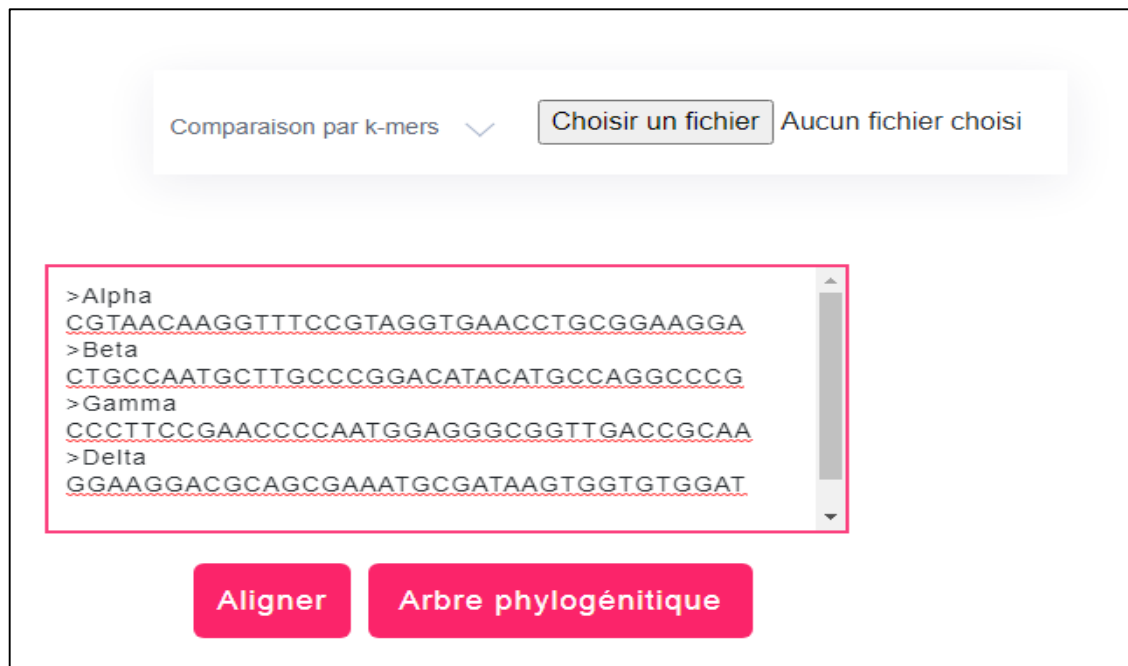 Comparaison par k-mers Choisir un fichier Aucun fichier choisi
>Alpha
CGTAACAAGGTTTCCGTAGGTGAACCTGCGGAAGGA
>Beta
CTGCCAATGCTTGCCCGGACATACATGCCAGGCCCG
>Gamma
CCCTTCCGAACCCCAATGGAGGGCGGTTGACCGCAA
>Delta
GGAAGGACGCAGCGAAATGCGATAAGTGGTGTGGAT
Aligner Arbre phylogénitique